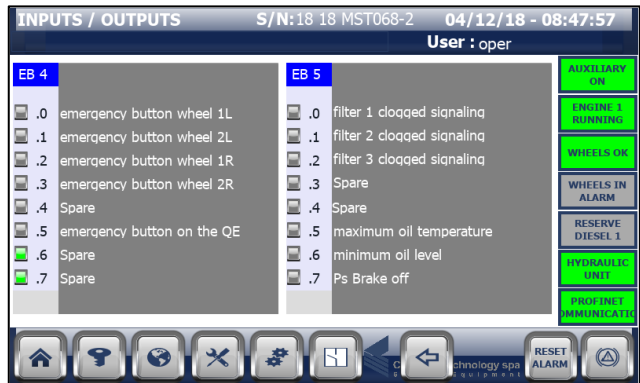 INPUTS / OUTPUTS S/N:18 18 MST068-2 04/12/18 - 08:47:57
User : oper
EB 4
.0 emergency button wheel 1L
.1 emergency button wheel 2L
.2 emergency button wheel 1R
.3 emergency button wheel 2R
.4 Spare
.5 emergency button on the QE
.6 Spare
.7 Spare
EB 5
.0 filter 1 clogged signaling
.1 filter 2 clogged signaling
.2 filter 3 clogged signaling
.3 Spare
.4 Spare
.5 maximum oil temperature
.6 minimum oil level
.7 Ps Brake off
AUXILIARY
ON
ENGINE 1
RUNNING
WHEELS OK
WHEELS IN
ALARM
RESERVE
DIESEL 1
HYDRAULIC
UNIT
PROFINET
OMMUNICATIO
chnology spa
RESET
ALARM